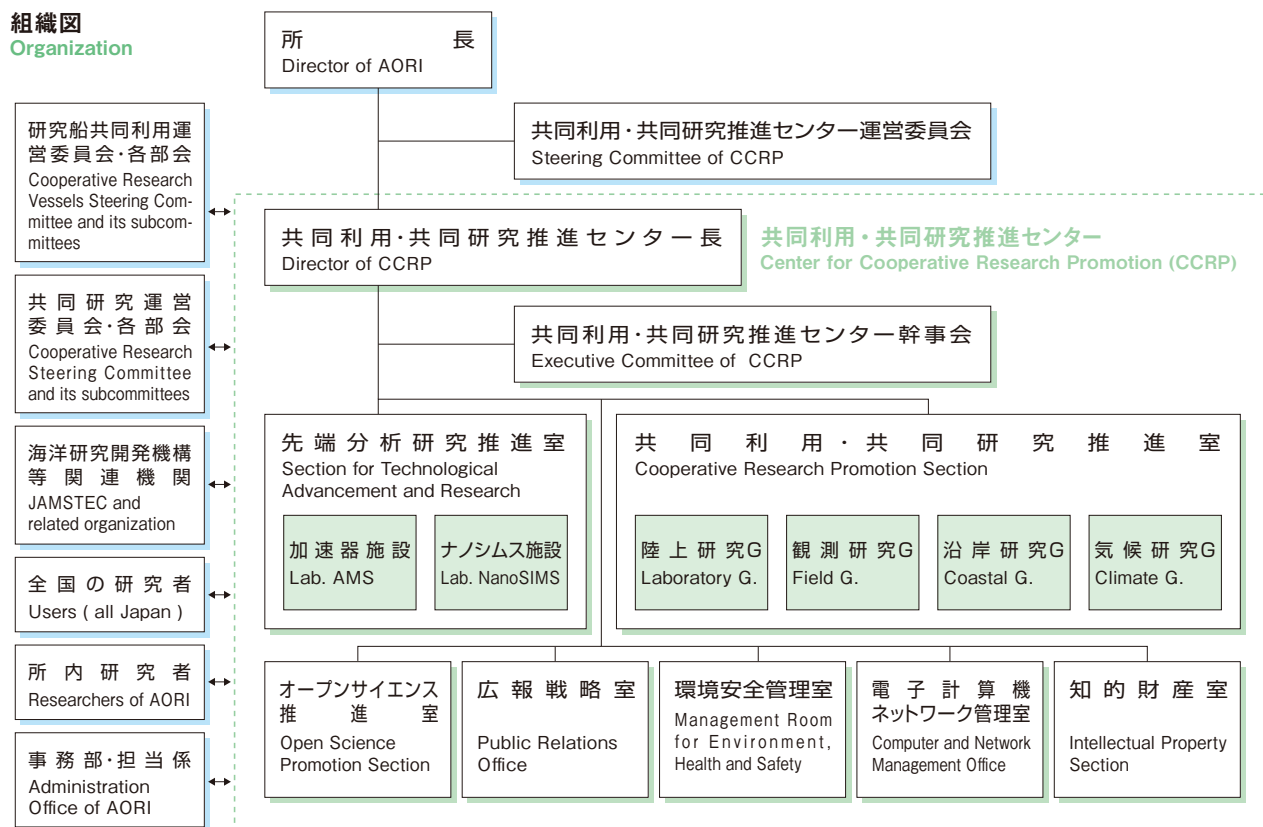 組織図
Organization
所長
Director of AORI
共同利用・共同研究推進センター運営委員会
Steering Committee of CCRP
研究船共同利用運
営委員会・各部会
Cooperative Research
Vessels Steering Com-
mittee and its subcom-
mittees
共同研究運営
委員会・各部会
Cooperative Research
Steering Committee
and its subcommittees
海洋研究開発機構
等関連機関
JAMSTEC and
related organization
全国の研究者
Users ( all Japan )
所内研究者
Researchers of AORI
事務部・担当係
Administration
Office of AORI
共同利用・共同研究推進センター長
Director of CCRP
共同利用・共同研究推進センター
Center for Cooperative Research Promotion (CCRP)
共同利用・共同研究推進センター幹事会
Executive Committee of CCRP
先端分析研究推進室
Section for Technological
Advancement and Research
加速器施設
Lab. AMS
ナノシムス施設
Lab. NanoSIMS
共同利用・共同研究推進室
Cooperative Research Promotion Section
陸上研究G
Laboratory G.
観測研究G
Field G.
沿岸研究G
Coastal G.
気候研究G
Climate G.
オープンサイエンス
推進室
Open Science
Promotion Section
広報戦略室
Public Relations
Office
環境安全管理室
Management Room
for Environment,
Health and Safety
電子計算機
ネットワーク管理室
Computer and Network
Management Office
知的財産室
Intellectual Property
Section